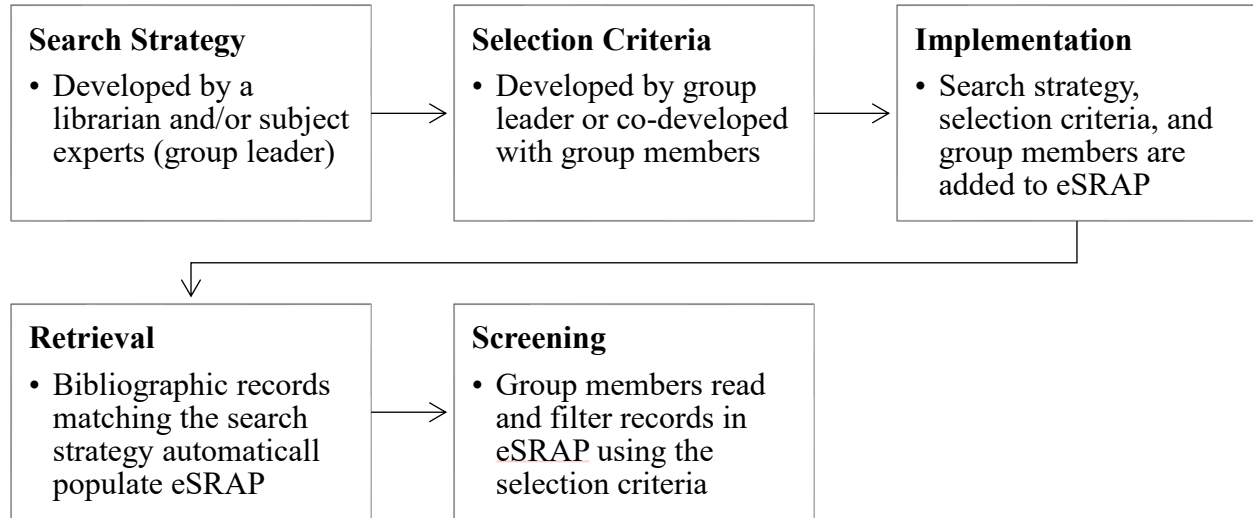 Search Strategy
• Developed by a
librarian and/or subject
experts (group leader)
Selection Criteria
• Developed by group
leader or co-developed
with group members
Implementation
• Search strategy,
selection criteria, and
group members are
added to eSRAP
Retrieval
• Bibliographic records
matching the search
strategy automaticall
populate eSRAP
Screening
• Group members read
and filter records in
eSRAP using the
selection criteria